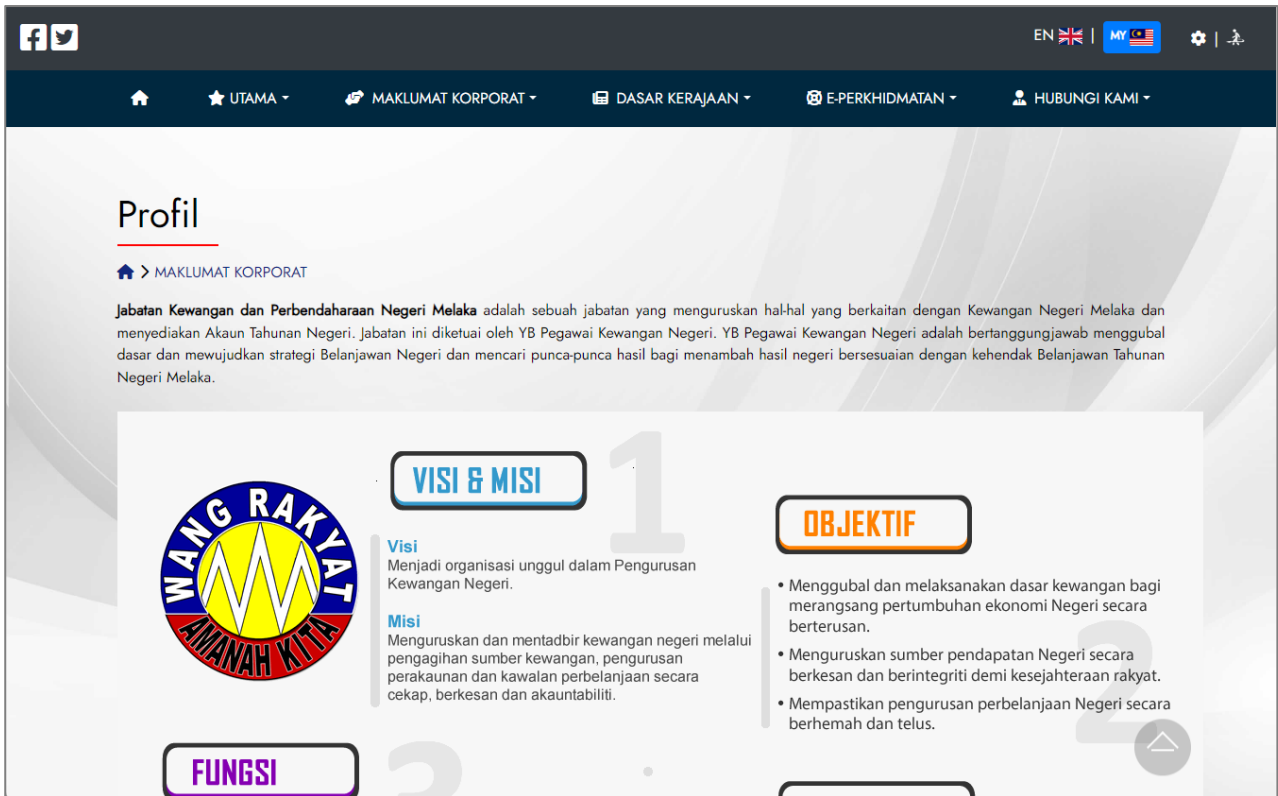 EN | MY |
UTAMA MAKLUMAT KORPORAT DASAR KERAJAAN E-PERKHIDMATAN HUBUNGI KAMI
Profil
MAKLUMAT KORPORAT
Jabatan Kewangan dan Perbendaharaan Negeri Melaka adalah sebuah jabatan yang menguruskan hal-hal yang berkaitan dengan Kewangan Negeri Melaka dan
menyediakan Akaun Tahunan Negeri. Jabatan ini diketuai oleh YB Pegawai Kewangan Negeri. YB Pegawai Kewangan Negeri adalah bertanggungjawab menggubal
dasar dan mewujudkan strategi Belanjawan Negeri dan mencari punca-punca hasil bagi menambah hasil negeri bersesuaian dengan kehendak Belanjawan Tahunan
Negeri Melaka.
WANG RAKYAT
AMANAH KITA
1
VISI & MISI
Visi
Menjadi organisasi unggul dalam Pengurusan
Kewangan Negeri.
Misi
Menguruskan dan mentadbir kewangan negeri melalui
pengagihan sumber kewangan, pengurusan
perakaunan dan kawalan perbelanjaan secara
cekap, berkesan dan akauntabiliti.
2
OBJEKTIF
• Menggubal dan melaksanakan dasar kewangan bagi
merangsang pertumbuhan ekonomi Negeri secara
berterusan.
• Menguruskan sumber pendapatan Negeri secara
berkesan dan berintegriti demi kesejahteraan rakyat.
• Mempastikan pengurusan perbelanjaan Negeri secara
berhemah dan telus.
3
FUNGSI